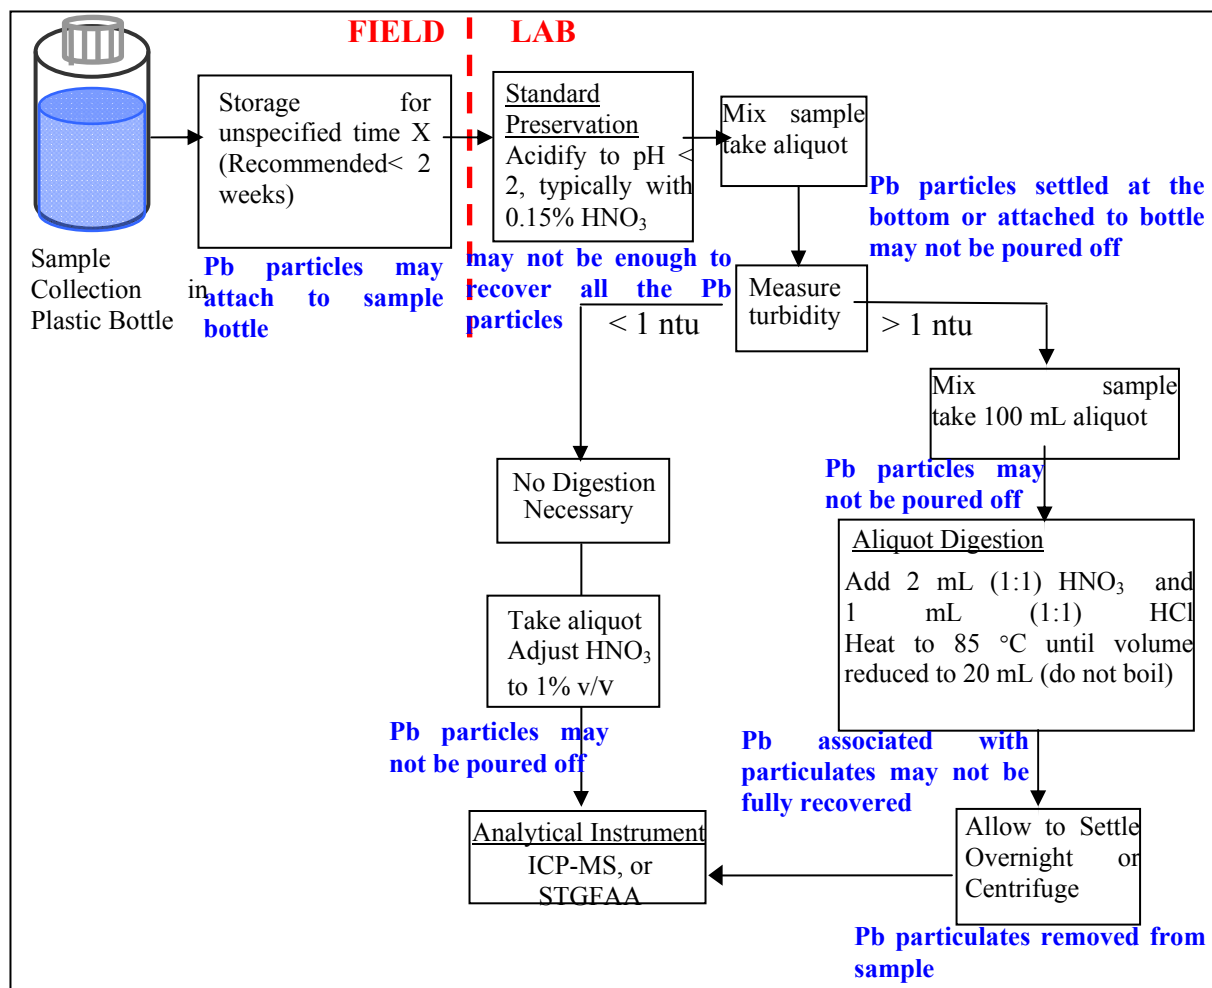 FIELD
LAB
Sample
Collection in
Plastic Bottle
Storage for
unspecified time X
(Recommended< 2
weeks)
Pb particles may
attach to sample
bottle
Standard
Preservation
Acidify to pH <
2, typically with
0.15% HNO₃
may not be enough to
recover all the Pb
particles
Mix sample
take aliquot
Pb particles settled at the
bottom or attached to bottle
may not be poured off
Measure
turbidity
< 1 ntu
> 1 ntu
Mix sample
take 100 mL aliquot
Pb particles may
not be poured off
No Digestion
Necessary
Aliquot Digestion
Add 2 mL (1:1) HNO₃ and
1 mL (1:1) HCl
Heat to 85 °C until volume
reduced to 20 mL (do not boil)
Take aliquot
Adjust HNO₃
to 1% v/v
Pb particles may
not be poured off
Pb associated with
particulates may not be
fully recovered
Analytical Instrument
ICP-MS, or
STGFAA
Allow to Settle
Overnight or
Centrifuge
Pb particulates removed from
sample